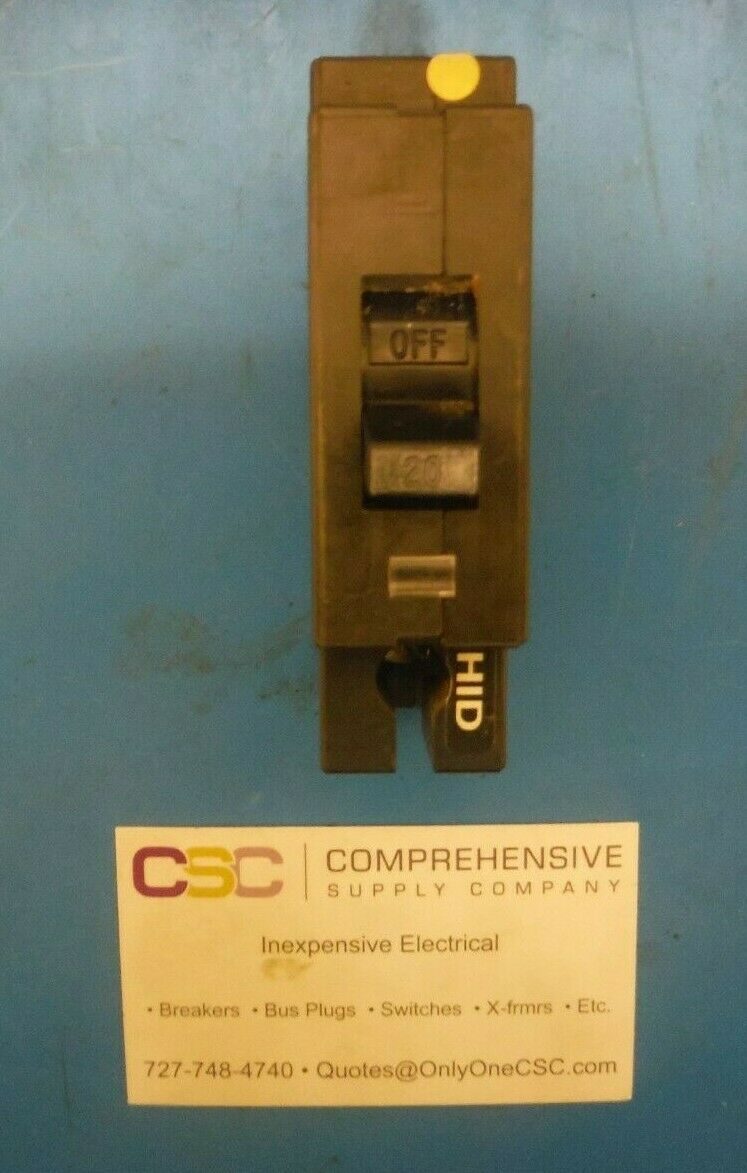 OFF
20
HID
CSC
COMPREHENSIVE
SUPPLY COMPANY
Inexpensive Electrical
• Breakers • Bus Plugs • Switches • X-frmrs • Etc.
727-748-4740 • Quotes@OnlyOneCSC.com